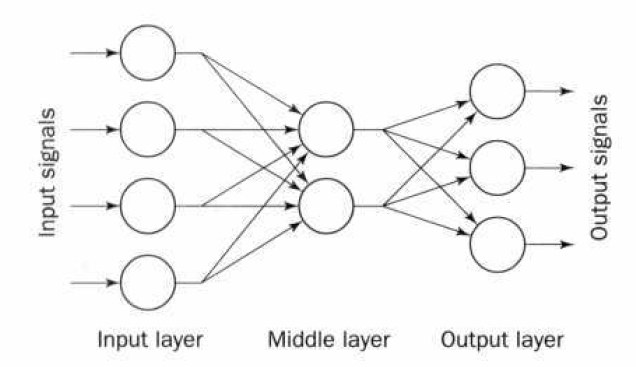 Input signals
Output signals
Input layer
Middle layer
Output layer